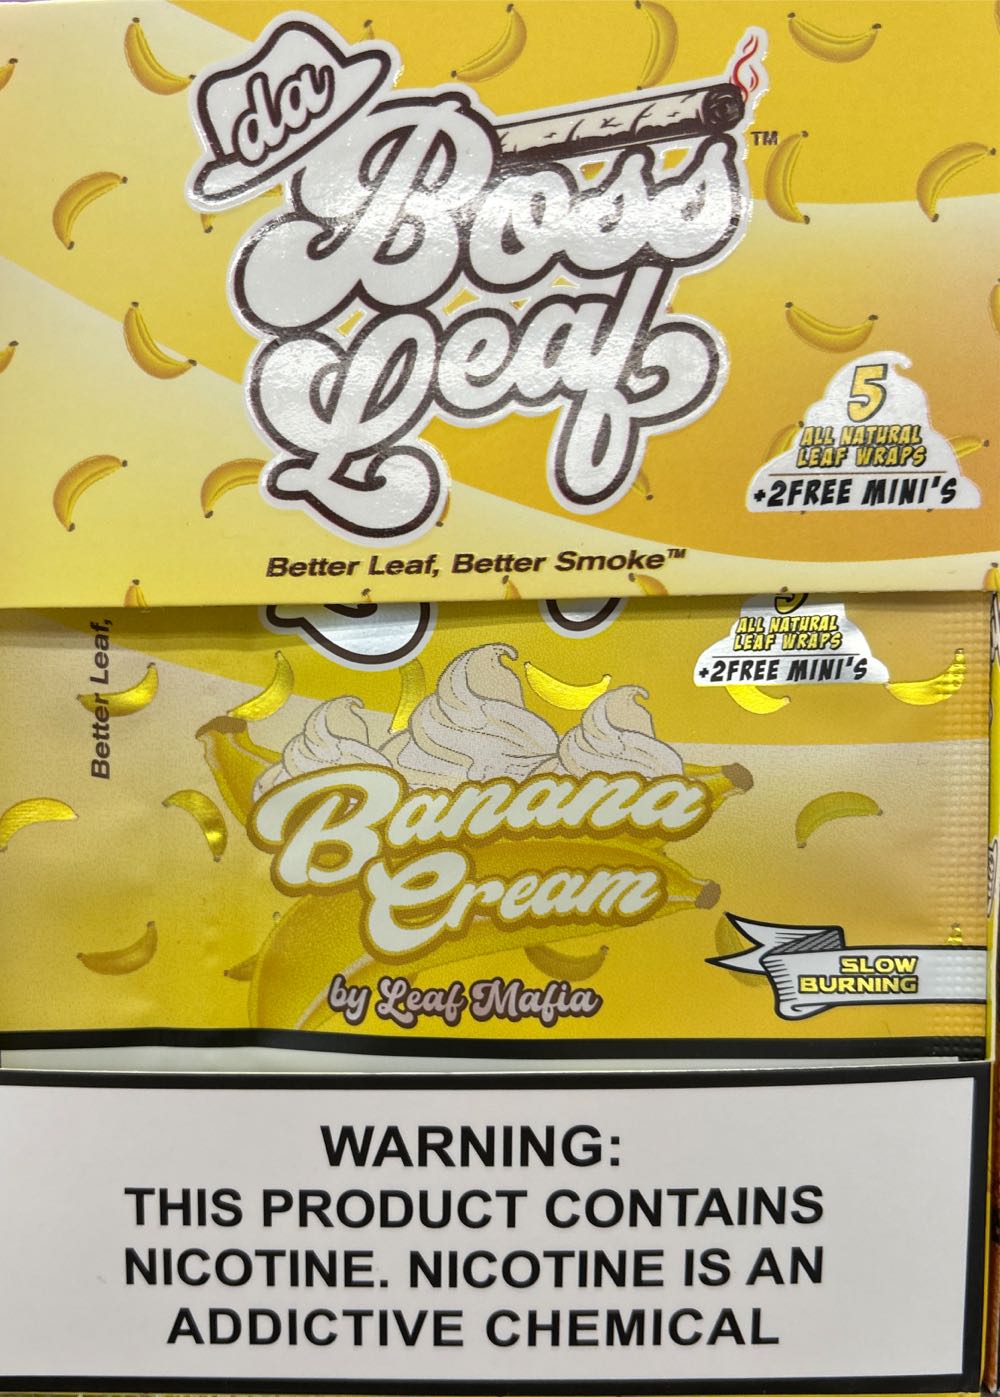 da
Boss
Leaf
TM
5
ALL NATURAL
LEAF WRAPS
+2FREE MINI'S
Better Leaf, Better Smoke™
Better Leaf,
5
ALL NATURAL
LEAF WRAPS
+2FREE MINI'S
Banana
Cream
by Leaf Mafia
SLOW
BURNING
WARNING:
THIS PRODUCT CONTAINS
NICOTINE. NICOTINE IS AN
ADDICTIVE CHEMICAL